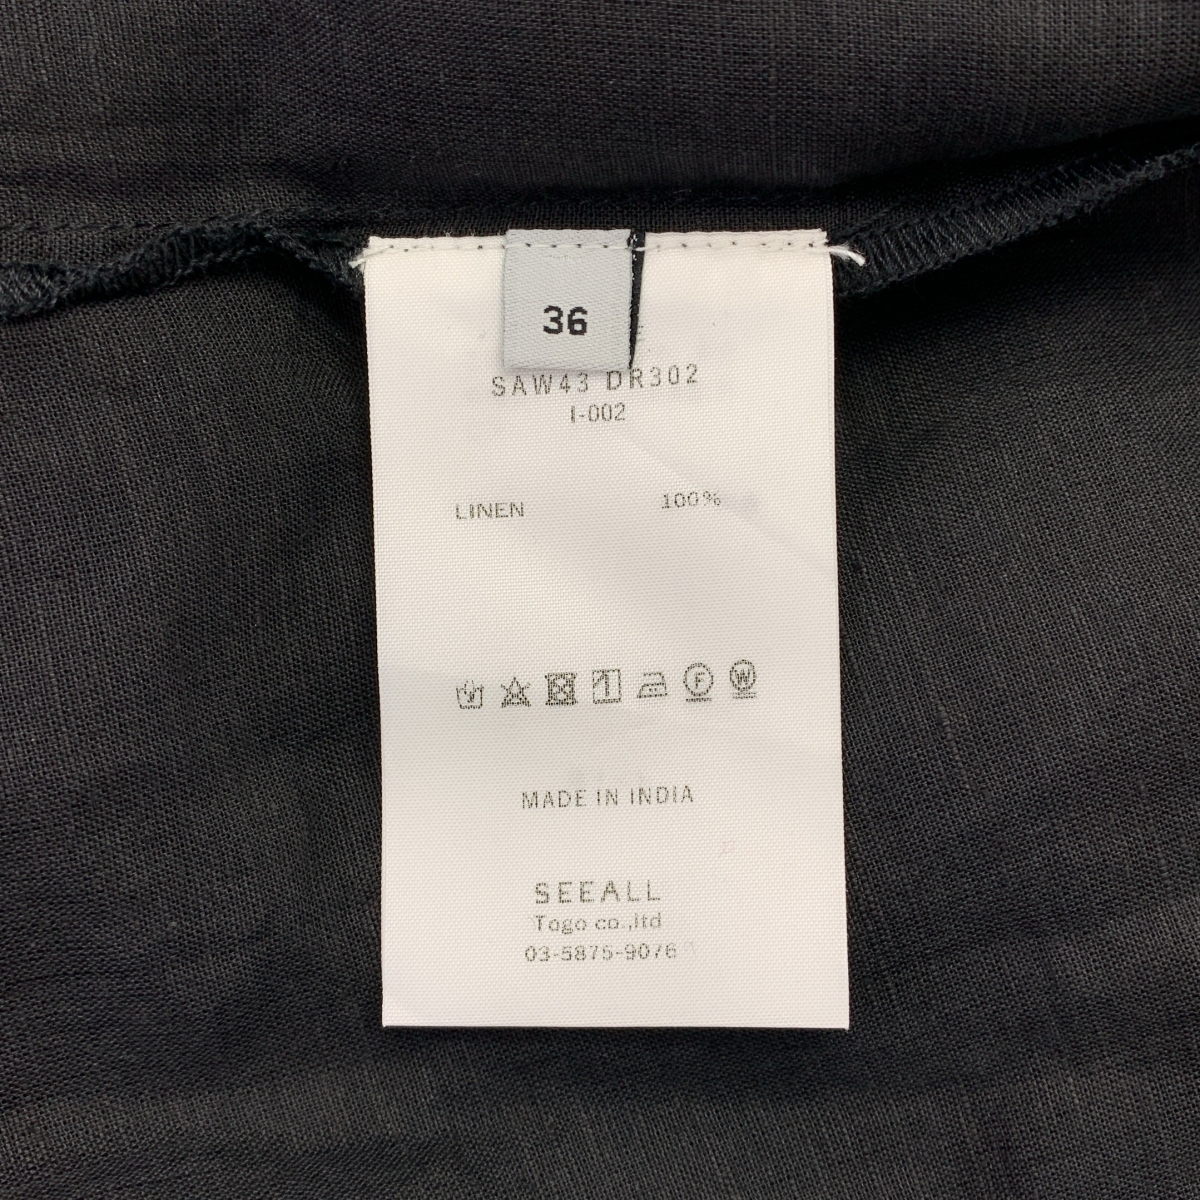 36
SAW43 DR302
I-002
LINEN 100%
F W
MADE IN INDIA
SEEALL
Togo co.,ltd
03-5875-9076